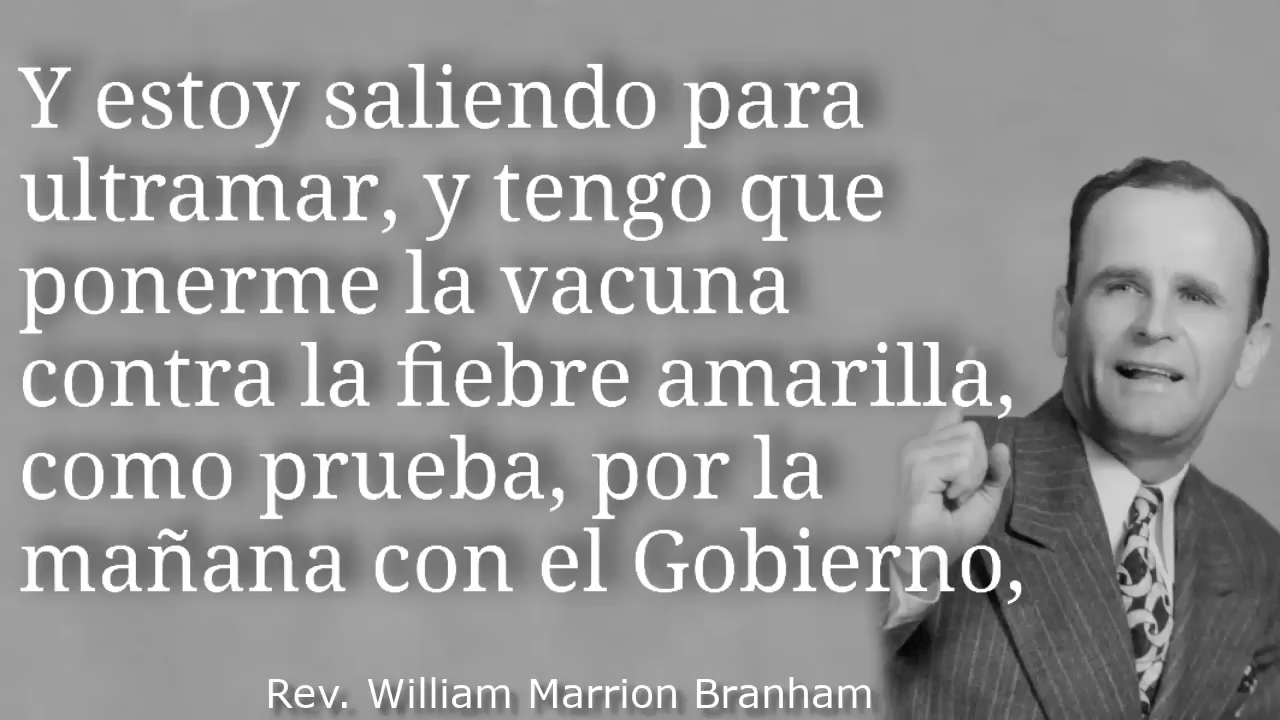 Y estoy saliendo para
ultramar, y tengo que
ponerme la vacuna
contra la fiebre amarilla,
como prueba, por la
mañana con el Gobierno,
Rev. William Marrion Branham